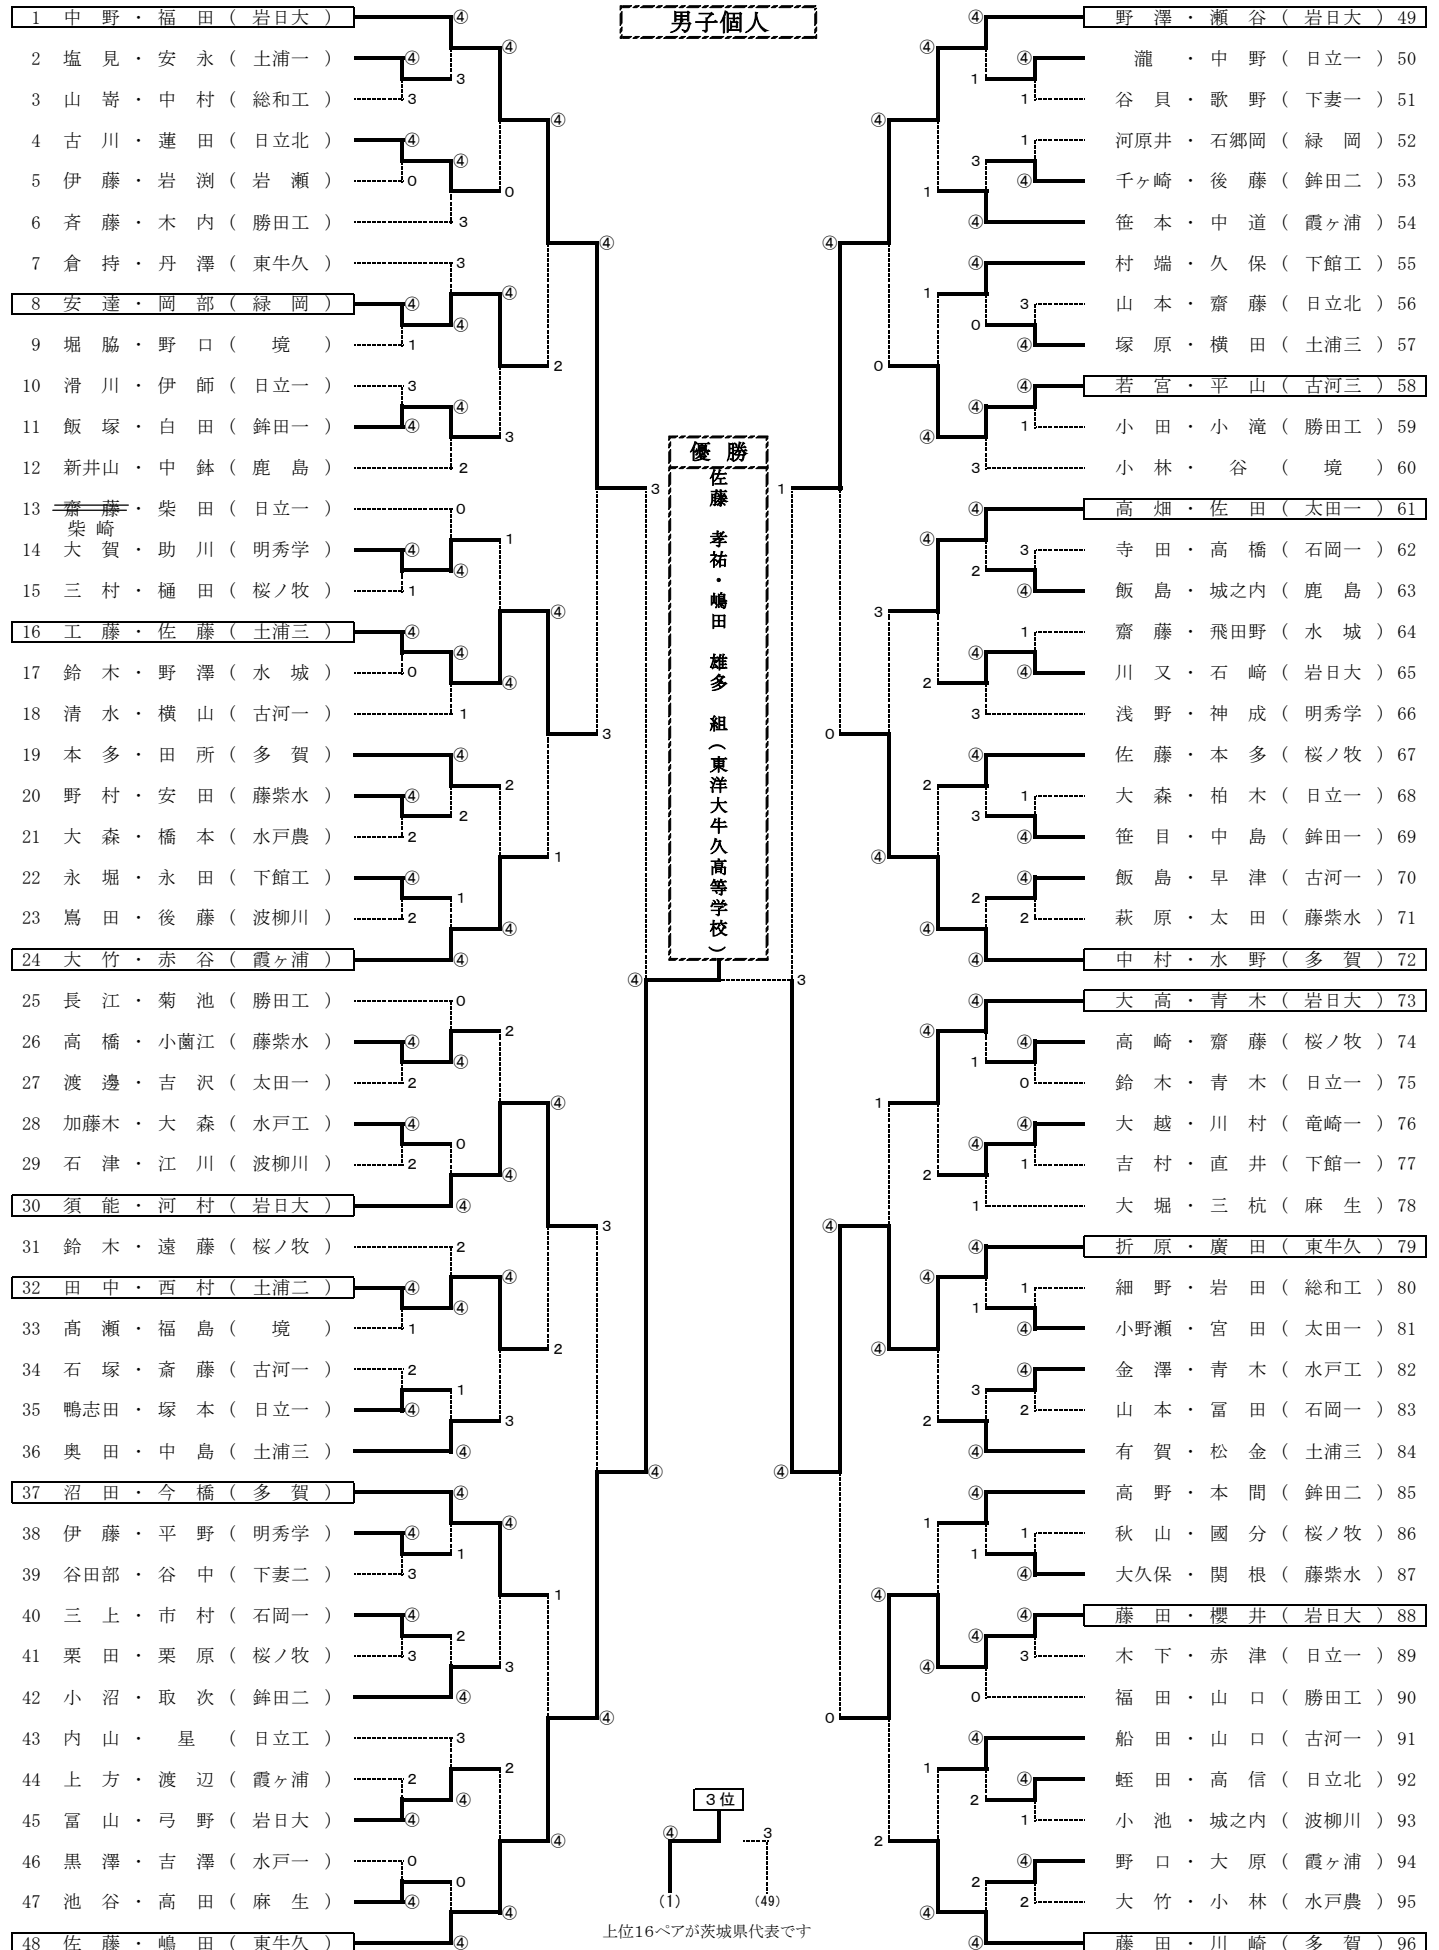 男子個人
1 中野・福田(岩日大)
2 塩見・安永(土浦一)
3 山嵜・中村(総和工)
4 古川・蓮田(日立北)
5 伊藤・岩渕(岩瀬)
6 斉藤・木内(勝田工)
7 倉持・丹澤(東牛久)
8 安達・岡部(緑岡)
9 堀脇・野口(境)
10 滑川・伊師(日立一)
11 飯塚・白田(鉾田一)
12 新井山・中鉢(鹿島)
13 齋藤・柴田(日立一)
柴崎
14 大賀・助川(明秀学)
15 三村・樋田(桜ノ牧)
16 工藤・佐藤(土浦三)
17 鈴木・野澤(水城)
18 清水・横山(古河一)
19 本多・田所(多賀)
20 野村・安田(藤紫水)
21 大森・橋本(水戸農)
22 永堀・永田(下館工)
23 嶌田・後藤(波柳川)
24 大竹・赤谷(霞ヶ浦)
25 長江・菊池(勝田工)
26 高橋・小薗江(藤紫水)
27 渡邊・吉沢(太田一)
28 加藤木・大森(水戸工)
29 石津・江川(波柳川)
30 須能・河村(岩日大)
31 鈴木・遠藤(桜ノ牧)
32 田中・西村(土浦二)
33 髙瀬・福島(境)
34 石塚・斎藤(古河一)
35 鴨志田・塚本(日立一)
36 奥田・中島(土浦三)
37 沼田・今橋(多賀)
38 伊藤・平野(明秀学)
39 谷田部・谷中(下妻二)
40 三上・市村(石岡一)
41 栗田・栗原(桜ノ牧)
42 小沼・取次(鉾田二)
43 内山・星(日立工)
44 上方・渡辺(霞ヶ浦)
45 冨山・弓野(岩日大)
46 黒澤・吉澤(水戸一)
47 池谷・高田(麻生)
48 佐藤・嶋田(東牛久)
優勝
佐藤 孝祐・嶋田 雄多 組(東洋大牛久高等学校)
3位
④ 3
(1) (49)
上位16ペアが茨城県代表です
野澤・瀬谷(岩日大)49
瀧・中野(日立一)50
谷貝・歌野(下妻一)51
河原井・石郷岡(緑岡)52
千ヶ崎・後藤(鉾田二)53
笹本・中道(霞ヶ浦)54
村端・久保(下館工)55
山本・齋藤(日立北)56
塚原・横田(土浦三)57
若宮・平山(古河三)58
小田・小滝(勝田工)59
小林・谷(境)60
高畑・佐田(太田一)61
寺田・高橋(石岡一)62
飯島・城之内(鹿島)63
齋藤・飛田野(水城)64
川又・石﨑(岩日大)65
浅野・神成(明秀学)66
佐藤・本多(桜ノ牧)67
大森・柏木(日立一)68
笹目・中島(鉾田一)69
飯島・早津(古河一)70
萩原・太田(藤紫水)71
中村・水野(多賀)72
大高・青木(岩日大)73
高崎・齋藤(桜ノ牧)74
鈴木・青木(日立一)75
大越・川村(竜崎一)76
吉村・直井(下館一)77
大堀・三杭(麻生)78
折原・廣田(東牛久)79
細野・岩田(総和工)80
小野瀬・宮田(太田一)81
金澤・青木(水戸工)82
山本・冨田(石岡一)83
有賀・松金(土浦三)84
高野・本間(鉾田二)85
秋山・國分(桜ノ牧)86
大久保・関根(藤紫水)87
藤田・櫻井(岩日大)88
木下・赤津(日立一)89
福田・山口(勝田工)90
船田・山口(古河一)91
蛭田・高信(日立北)92
小池・城之内(波柳川)93
野口・大原(霞ヶ浦)94
大竹・小林(水戸農)95
藤田・川崎(多賀)96